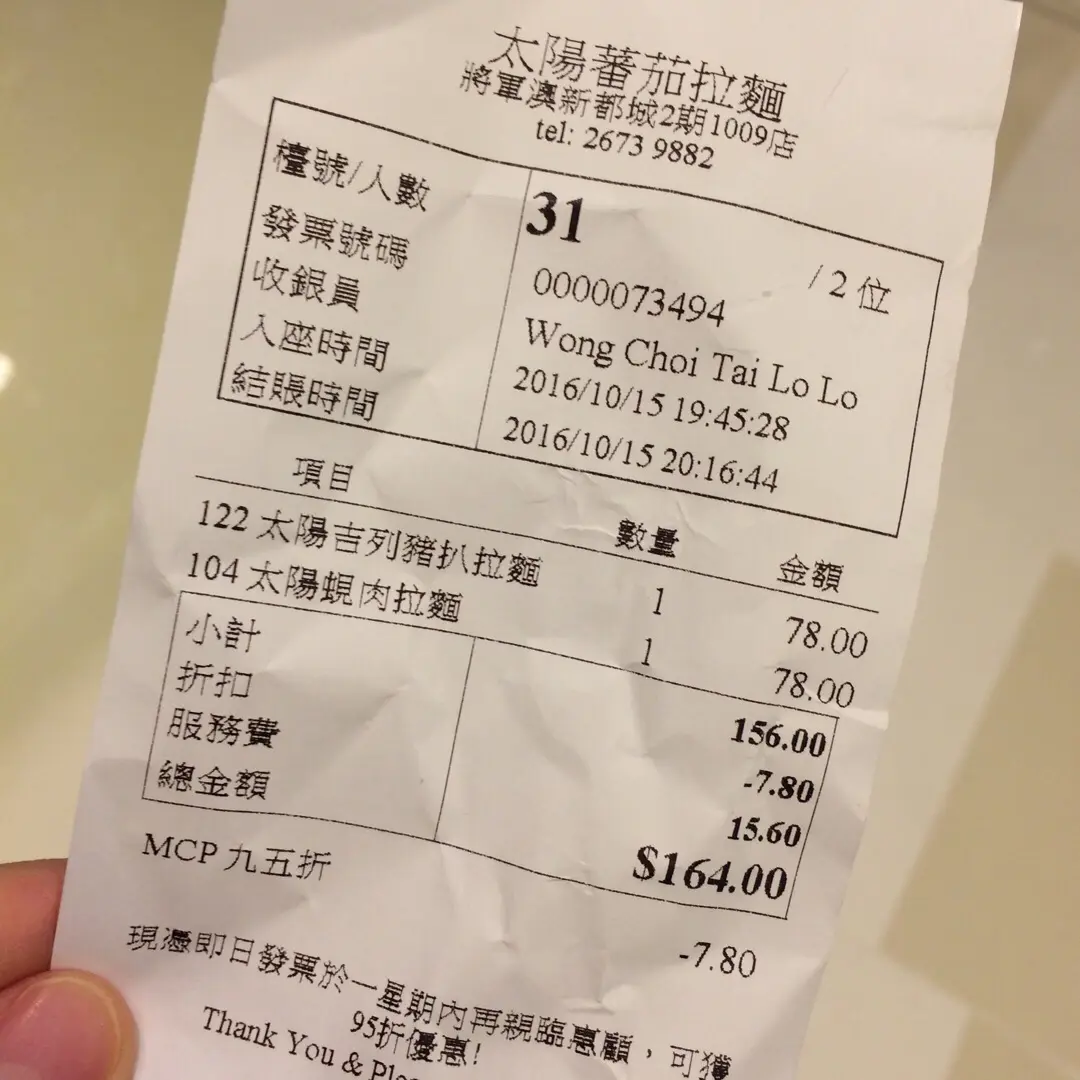 太陽蕃茄拉麵
將軍澳新都城2期1009店
tel: 2673 9882
檯號/人數 31 / 2 位
發票號碼 0000073494
收銀員 Wong Choi Tai Lo Lo
入座時間 2016/10/15 19:45:28
結賬時間 2016/10/15 20:16:44
項目 數量 金額
122 太陽吉列豬扒拉麵 1 78.00
104 太陽蜆肉拉麵 1 78.00
小計 156.00
折扣 -7.80
服務費 15.60
總金額 $164.00
MCP 九五折 -7.80
現憑即日發票於一星期內再親臨惠顧，可獲
95折優惠!
Thank You &